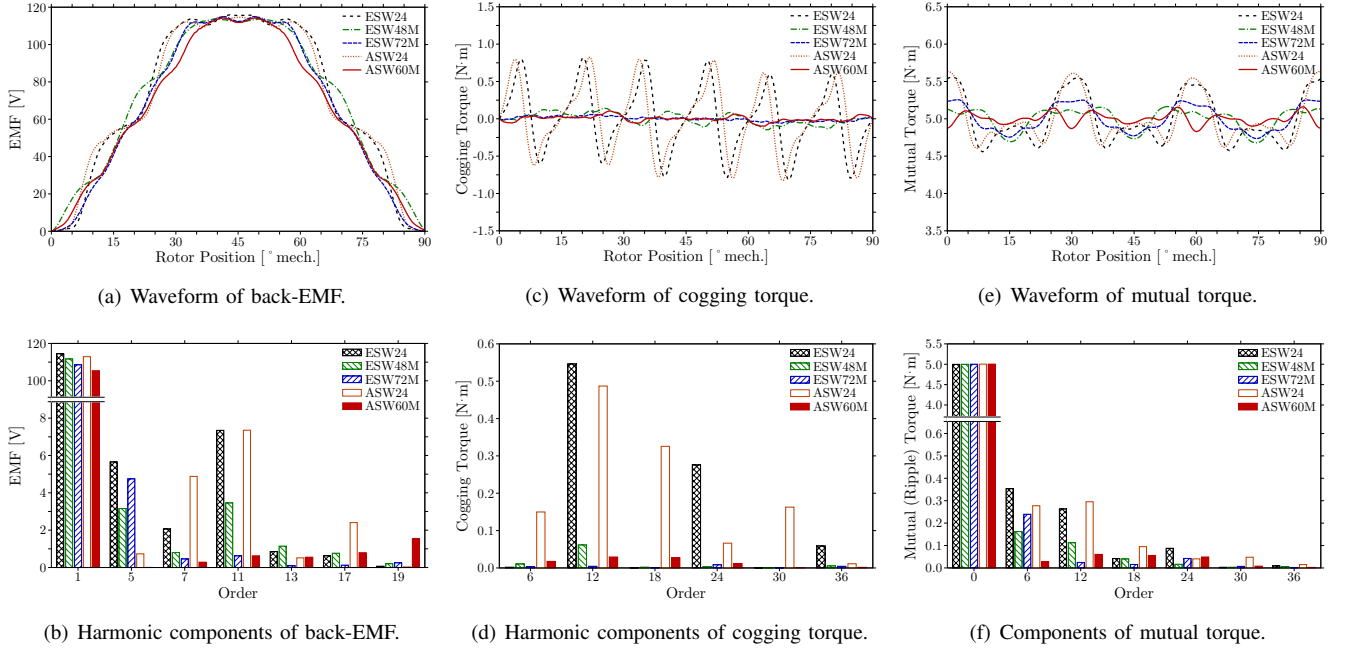 120
100
80
60
40
20
0
EMF [V]
ESW24
ESW48M
ESW72M
ASW24
ASW60M
0 15 30 45 60 75 90
Rotor Position [ °mech.]
(a) Waveform of back-EMF.
1.5
1.0
0.5
0.0
-0.5
-1.0
-1.5
Cogging Torque [N·m]
ESW24
ESW48M
ESW72M
ASW24
ASW60M
0 15 30 45 60 75 90
Rotor Position [ °mech.]
(c) Waveform of cogging torque.
6.5
6.0
5.5
5.0
4.5
4.0
3.5
Mutual Torque [N·m]
ESW24
ESW48M
ESW72M
ASW24
ASW60M
0 15 30 45 60 75 90
Rotor Position [ °mech.]
(e) Waveform of mutual torque.
120
100
8
6
4
2
0
EMF [V]
ESW24
ESW48M
ESW72M
ASW24
ASW60M
1 5 7 11 13 17 19
Order
(b) Harmonic components of back-EMF.
0.6
0.5
0.4
0.3
0.2
0.1
0.0
Cogging Torque [N·m]
ESW24
ESW48M
ESW72M
ASW24
ASW60M
6 12 18 24 30 36
Order
(d) Harmonic components of cogging torque.
5.5
5.0
4.0
0.6
0.4
0.3
0.2
0.1
0.0
Mutual (Ripple) Torque [N·m]
ESW24
ESW48M
ESW72M
ASW24
ASW60M
0 6 12 18 24 30 36
Order
(f) Components of mutual torque.